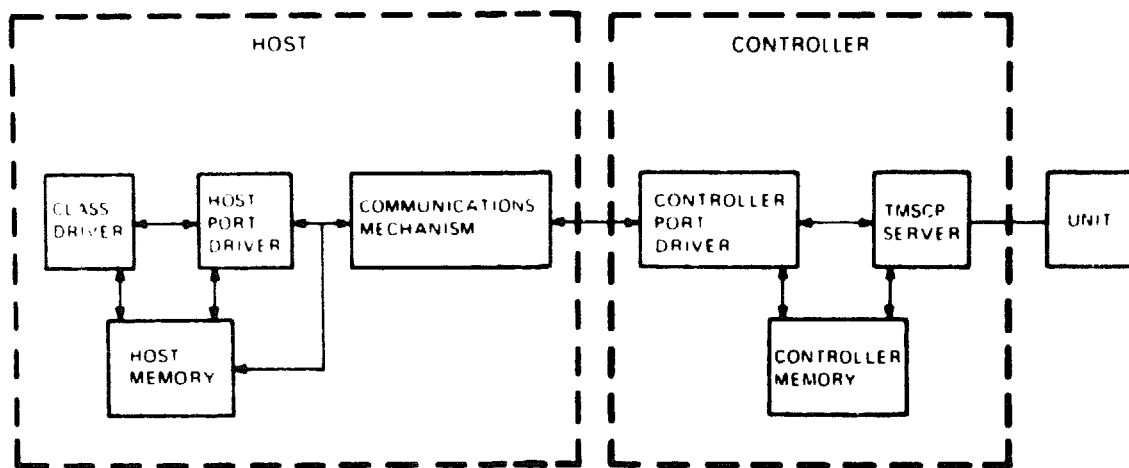 HOST
CONTROLLER
CLASS
DRIVER
HOST
PORT
DRIVER
COMMUNICATIONS
MECHANISM
CONTROLLER
PORT
DRIVER
TMSCP
SERVER
UNIT
HOST
MEMORY
CONTROLLER
MEMORY